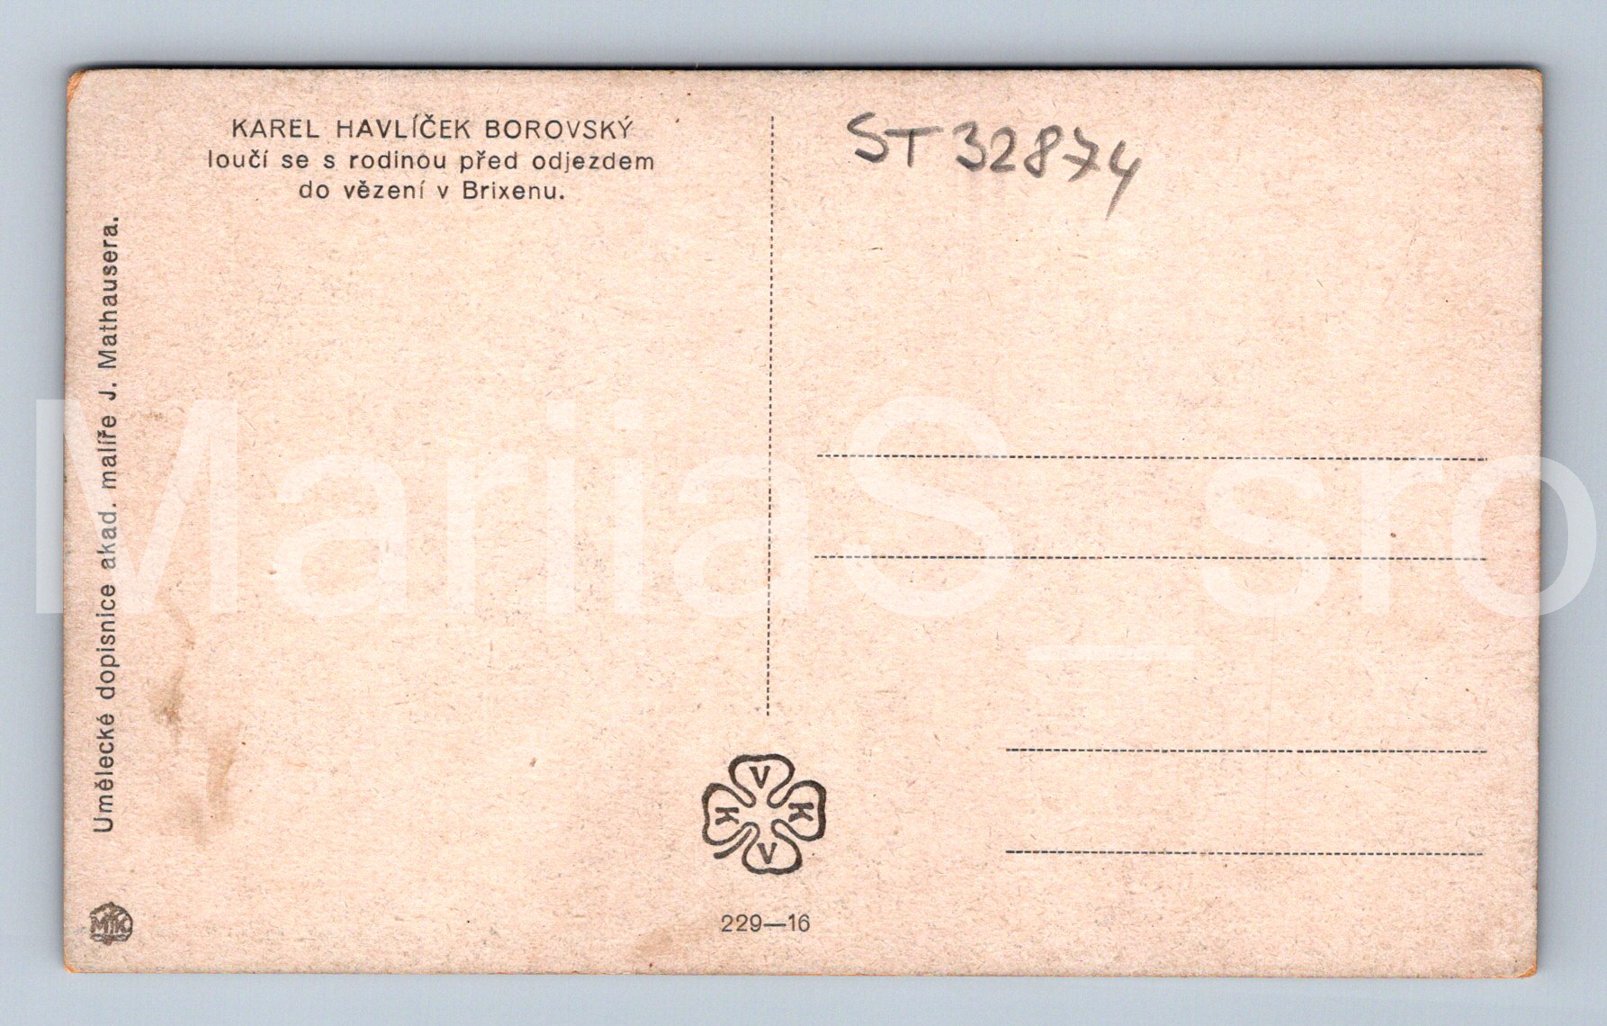 KAREL HAVLÍČEK BOROVSKÝ
loučí se s rodinou před odjezdem
do vězení v Brixenu.
ST 32874
Umělecké dopisnice akad. malíře J. Mathausera.
MariiaS_sro
V
K K
V
229—16